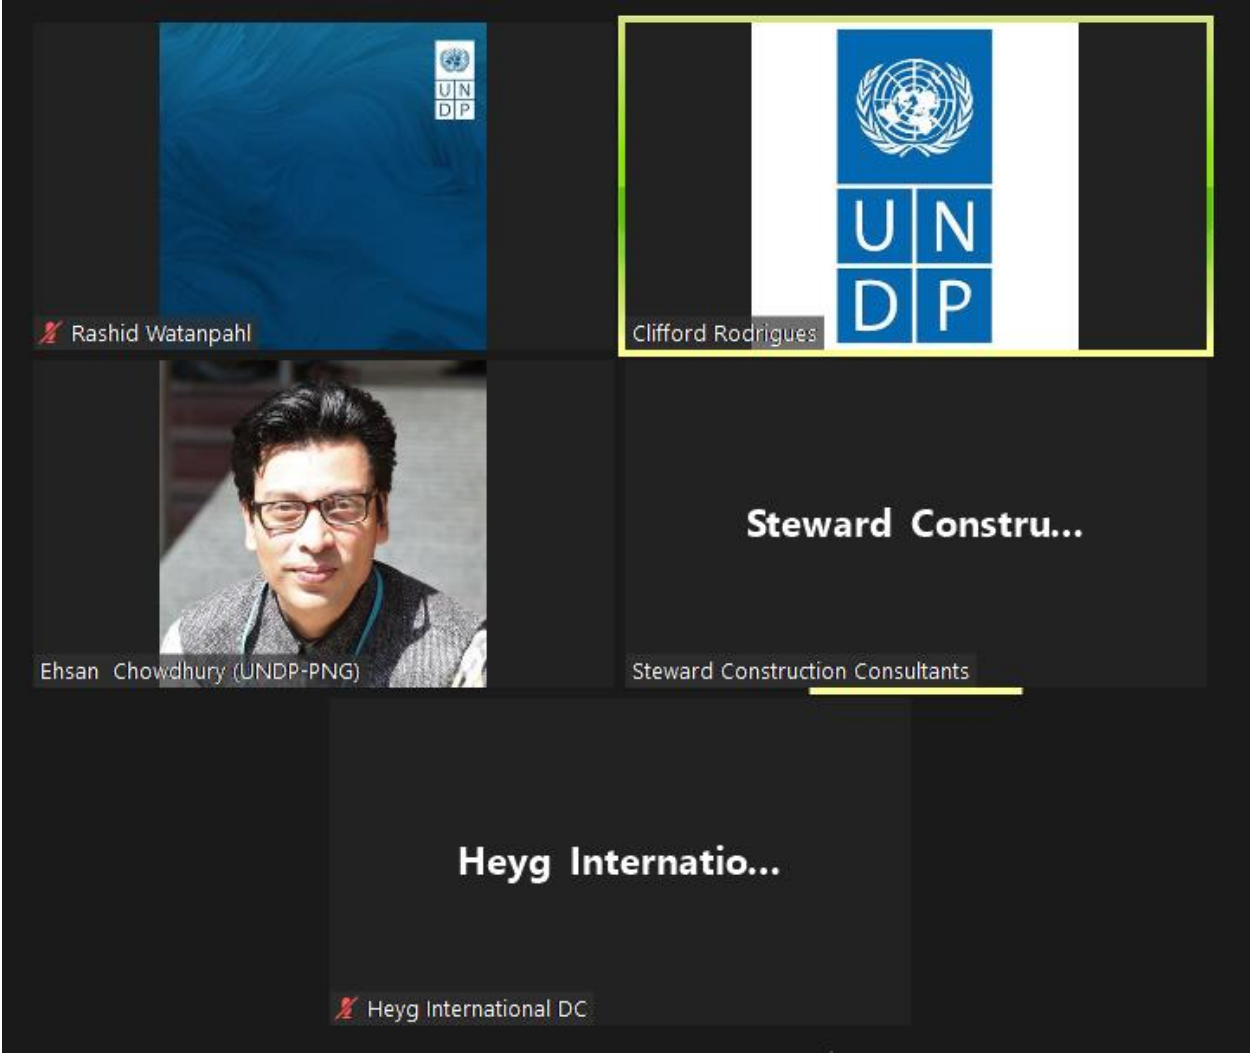 UN
DP
Rashid Watanpahl
UN
DP
Clifford Rodrigues
Ehsan Chowdhury (UNDP-PNG)
Steward Constru...
Steward Construction Consultants
Heyg Internatio...
Heyg International DC